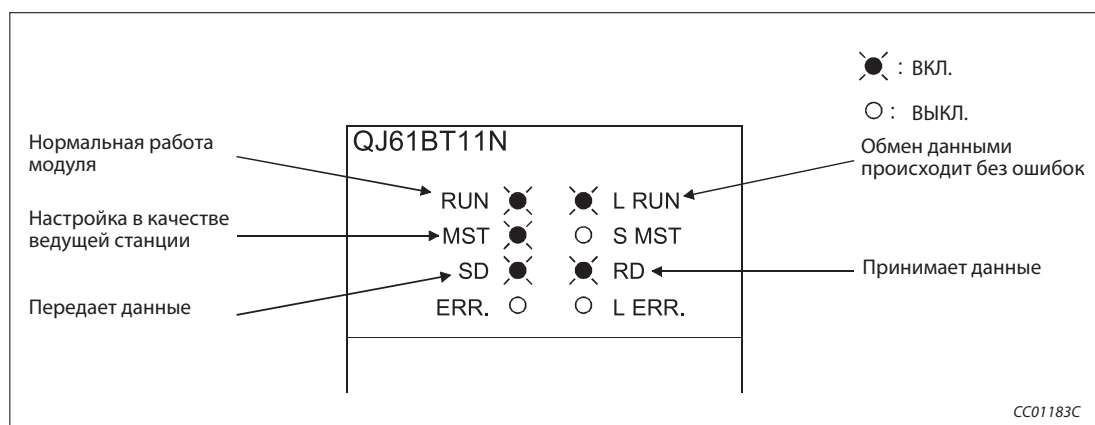 : ВКЛ.
: ВЫКЛ.
Нормальная работа
модуля
Настройка в качестве
ведущей станции
Передает данные
QJ61BT11N
RUN
L RUN
MST
S MST
SD
RD
ERR.
L ERR.
Обмен данными
происходит без ошибок
Принимает данные
CC01183C